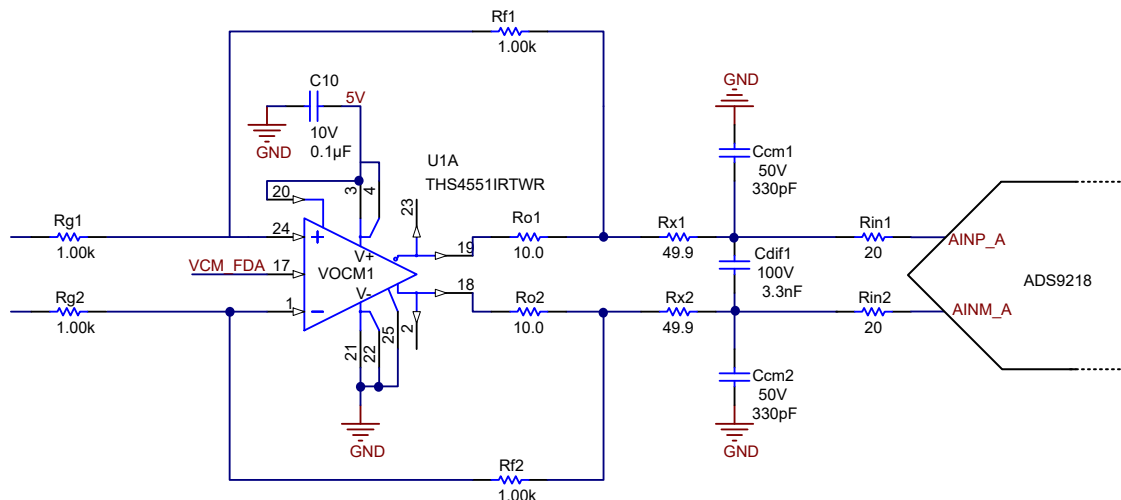 Rf1
1.00k
GND
C10
5V
10V
0.1µF
GND
U1A
THS4551IRTWR
Ccm1
50V
330pF
20
3
4
23
Rg1
1.00k
24
+
V+
19
Ro1
10.0
Rx1
49.9
Rin1
20
AINP_A
VCM_FDA
17
VOCM1
Cdif1
100V
3.3nF
ADS9218
Rg2
1.00k
1
V-
18
Ro2
10.0
Rx2
49.9
Rin2
20
AINM_A
21
22
25
2
Ccm2
50V
330pF
GND
GND
Rf2
1.00k